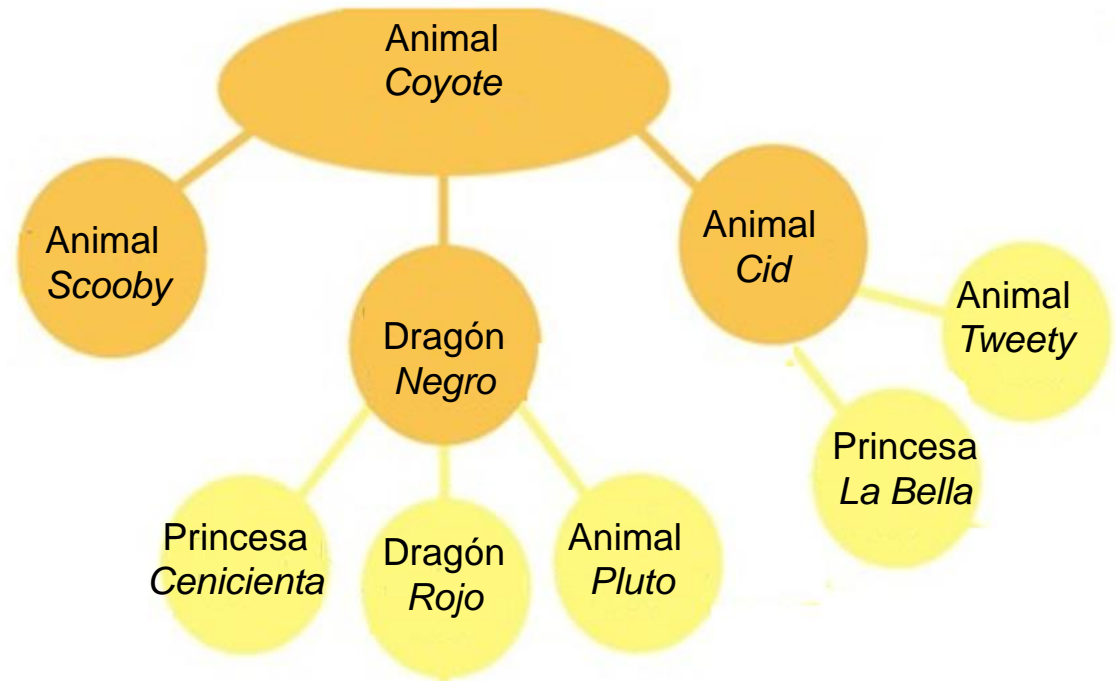 Animal
Coyote
Animal
Scooby
Dragón
Negro
Animal
Cid
Animal
Tweety
Princesa
La Bella
Princesa
Cenicienta
Dragón
Rojo
Animal
Pluto